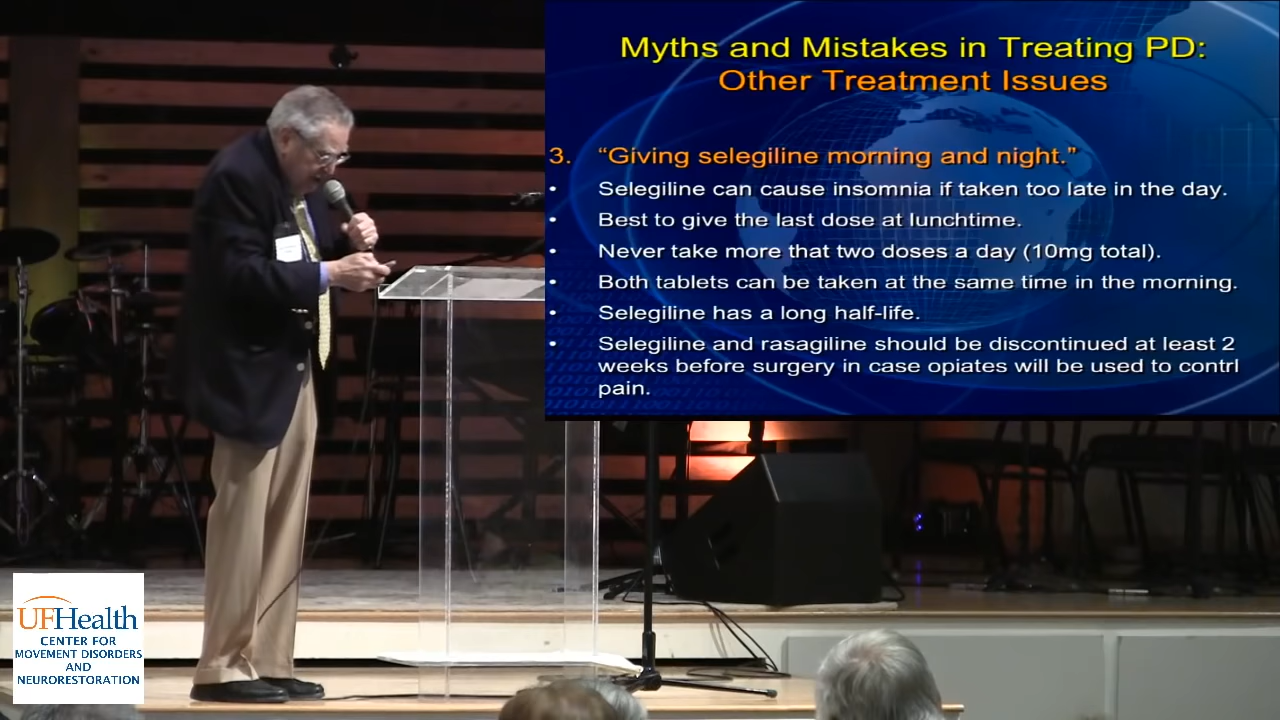 Myths and Mistakes in Treating PD:
Other Treatment Issues
3. “Giving selegiline morning and night.”
• Selegiline can cause insomnia if taken too late in the day.
• Best to give the last dose at lunchtime.
• Never take more that two doses a day (10mg total).
• Both tablets can be taken at the same time in the morning.
• Selegiline has a long half-life.
• Selegiline and rasagiline should be discontinued at least 2
weeks before surgery in case opiates will be used to contrl
pain.
UFHealth
CENTER FOR
MOVEMENT DISORDERS
AND
NEURORESTORATION